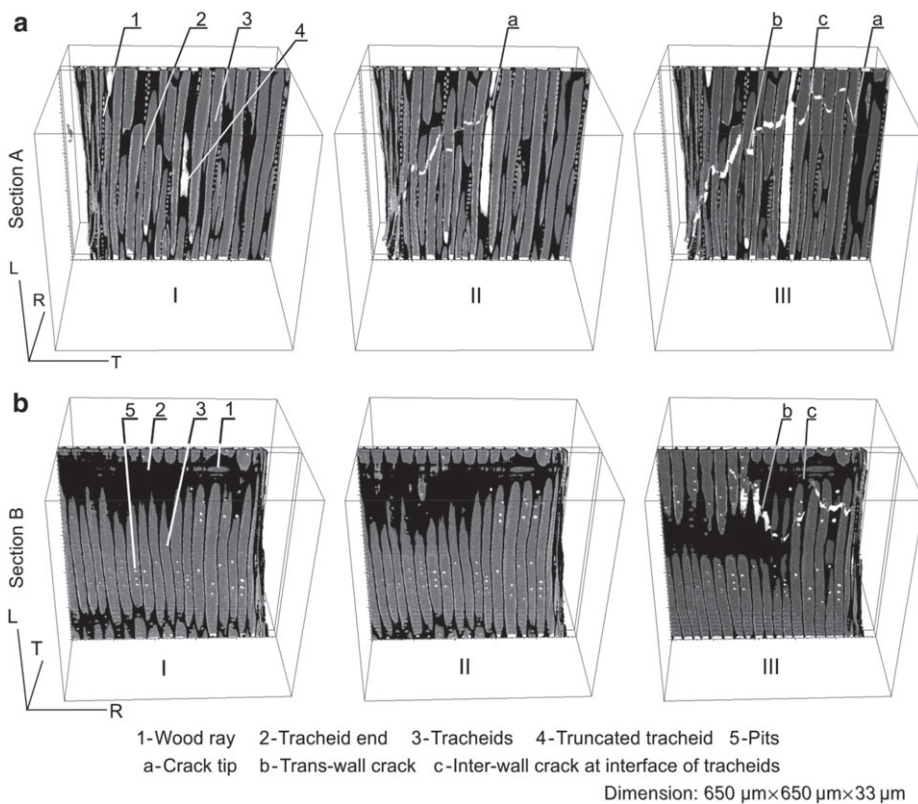 a
1 2 3 4 a b c a
Section A
L
R
T
I II III
b
5 2 3 1 b c
Section B
L
T
R
I II III
1-Wood ray 2-Tracheid end 3-Tracheids 4-Truncated tracheid 5-Pits
a-Crack tip b-Trans-wall crack c-Inter-wall crack at interface of tracheids
Dimension: 650 µm×650 µm×33 µm